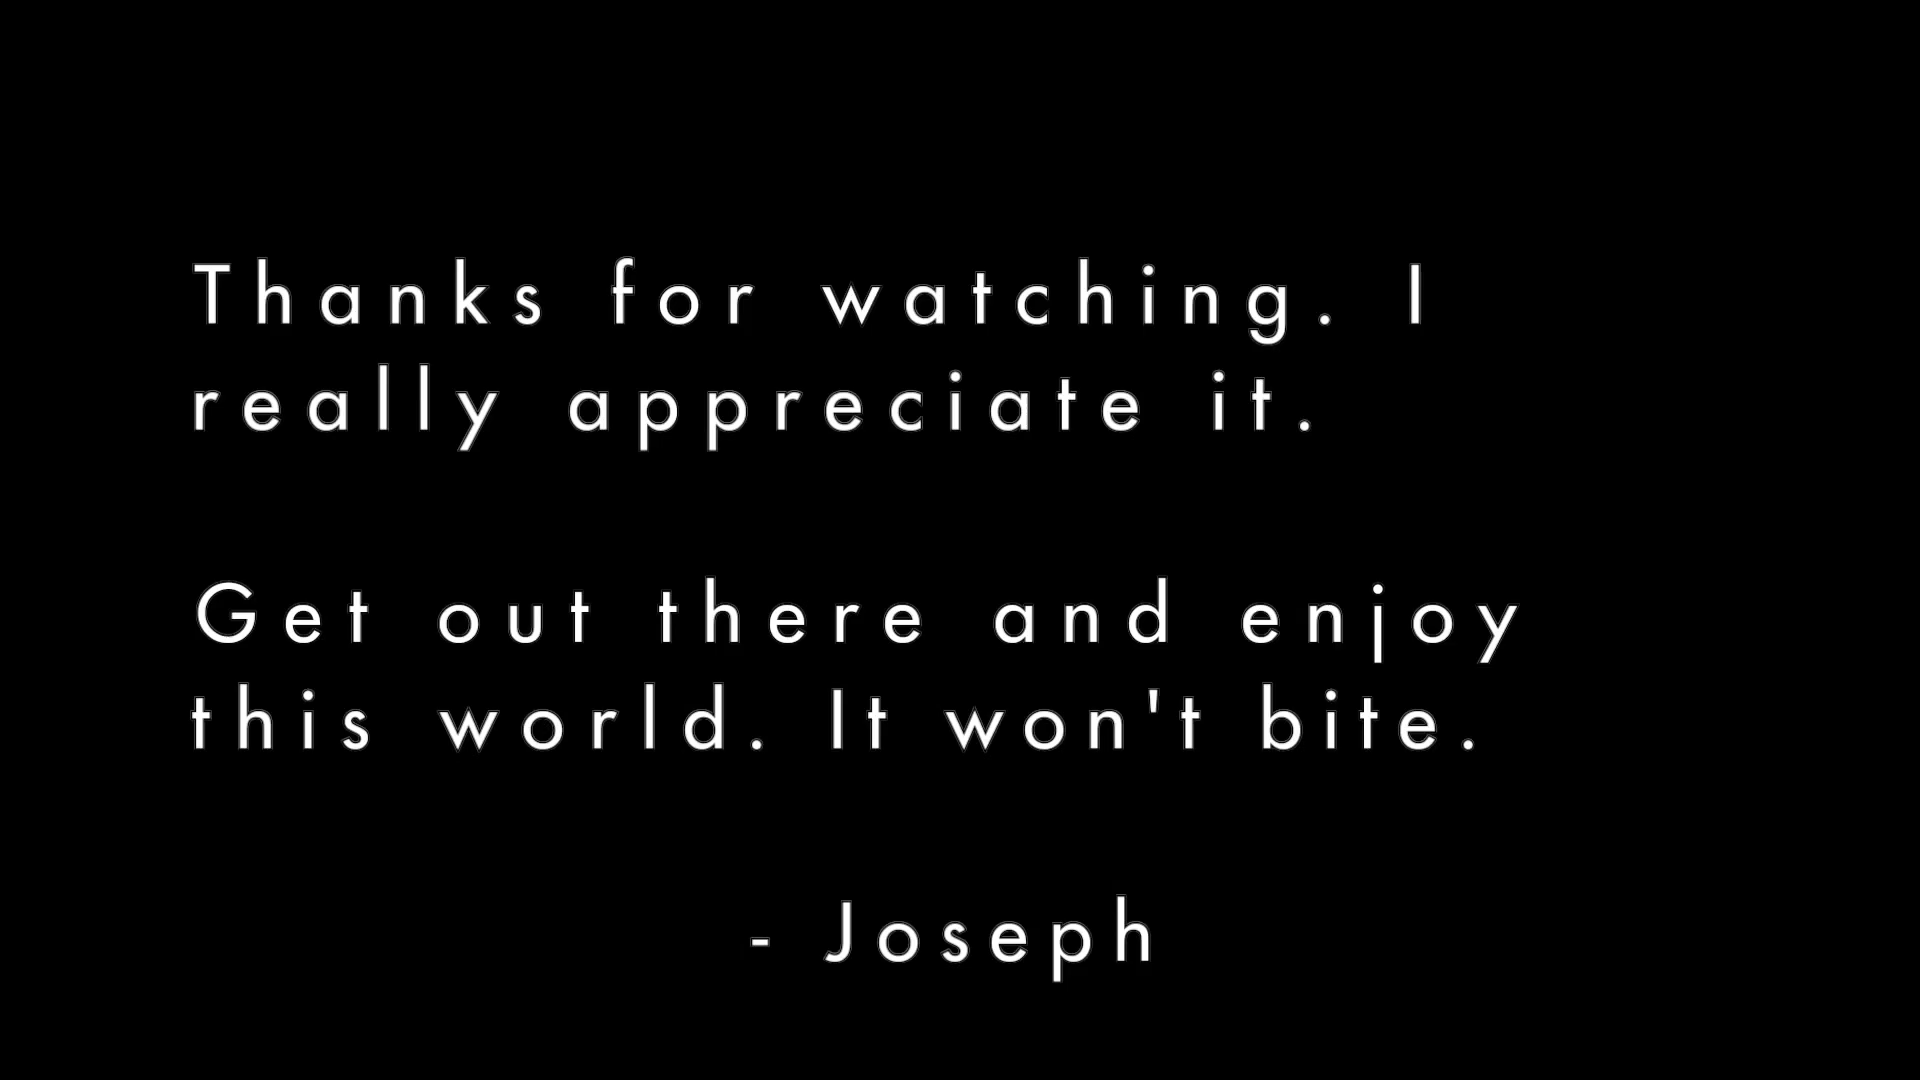 Thanks for watching. I
really appreciate it.
Get out there and enjoy
this world. It won't bite.
- Joseph